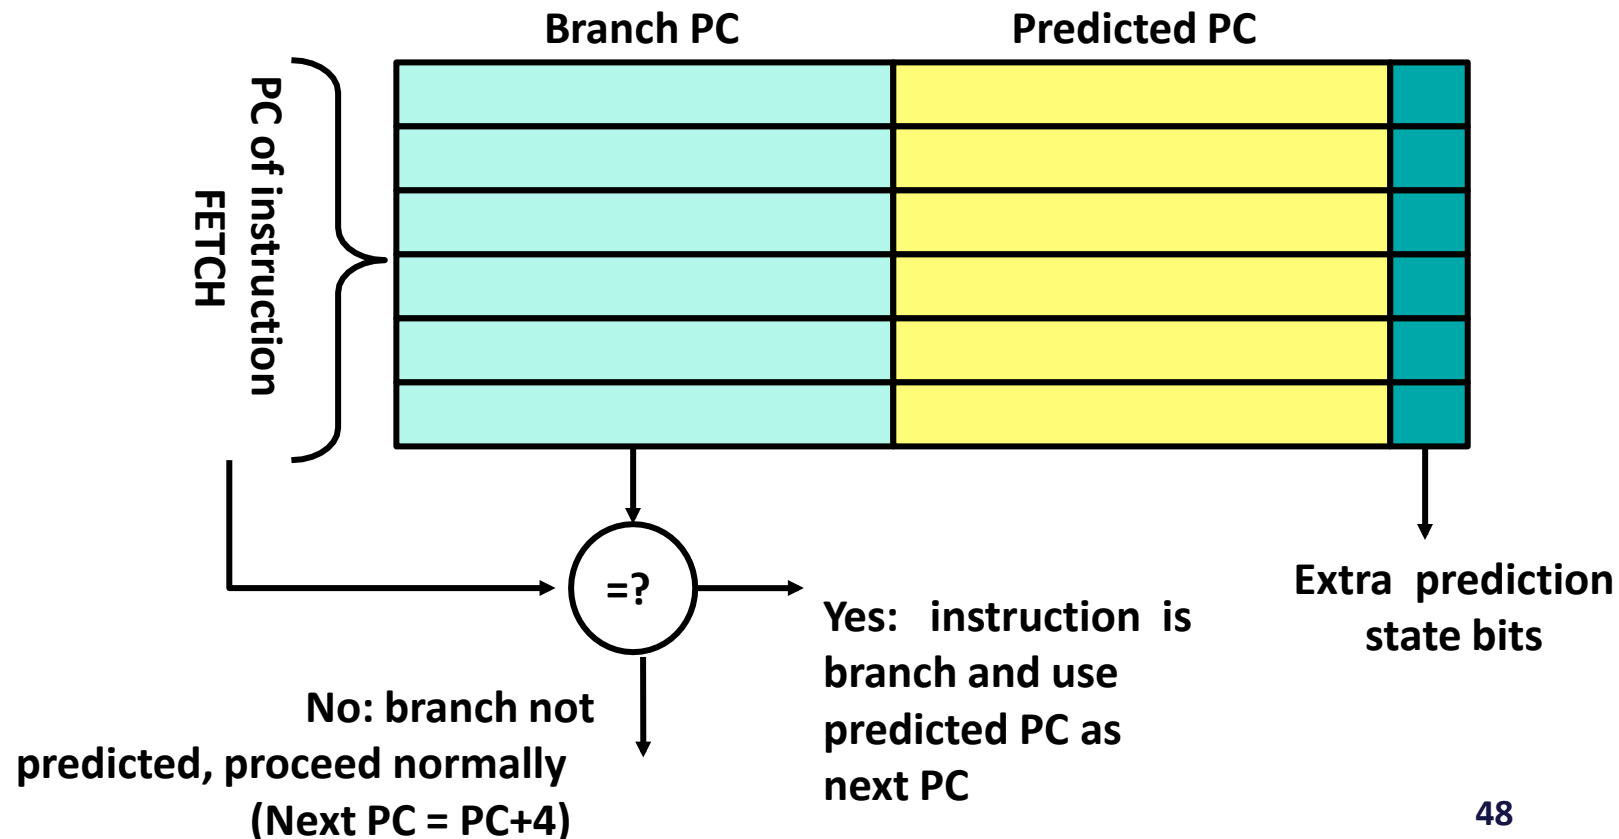 Branch PC
Predicted PC
PC of instruction
FETCH
=?
Yes: instruction is
branch and use
predicted PC as
next PC
Extra prediction
state bits
No: branch not
predicted, proceed normally
(Next PC = PC+4)
48